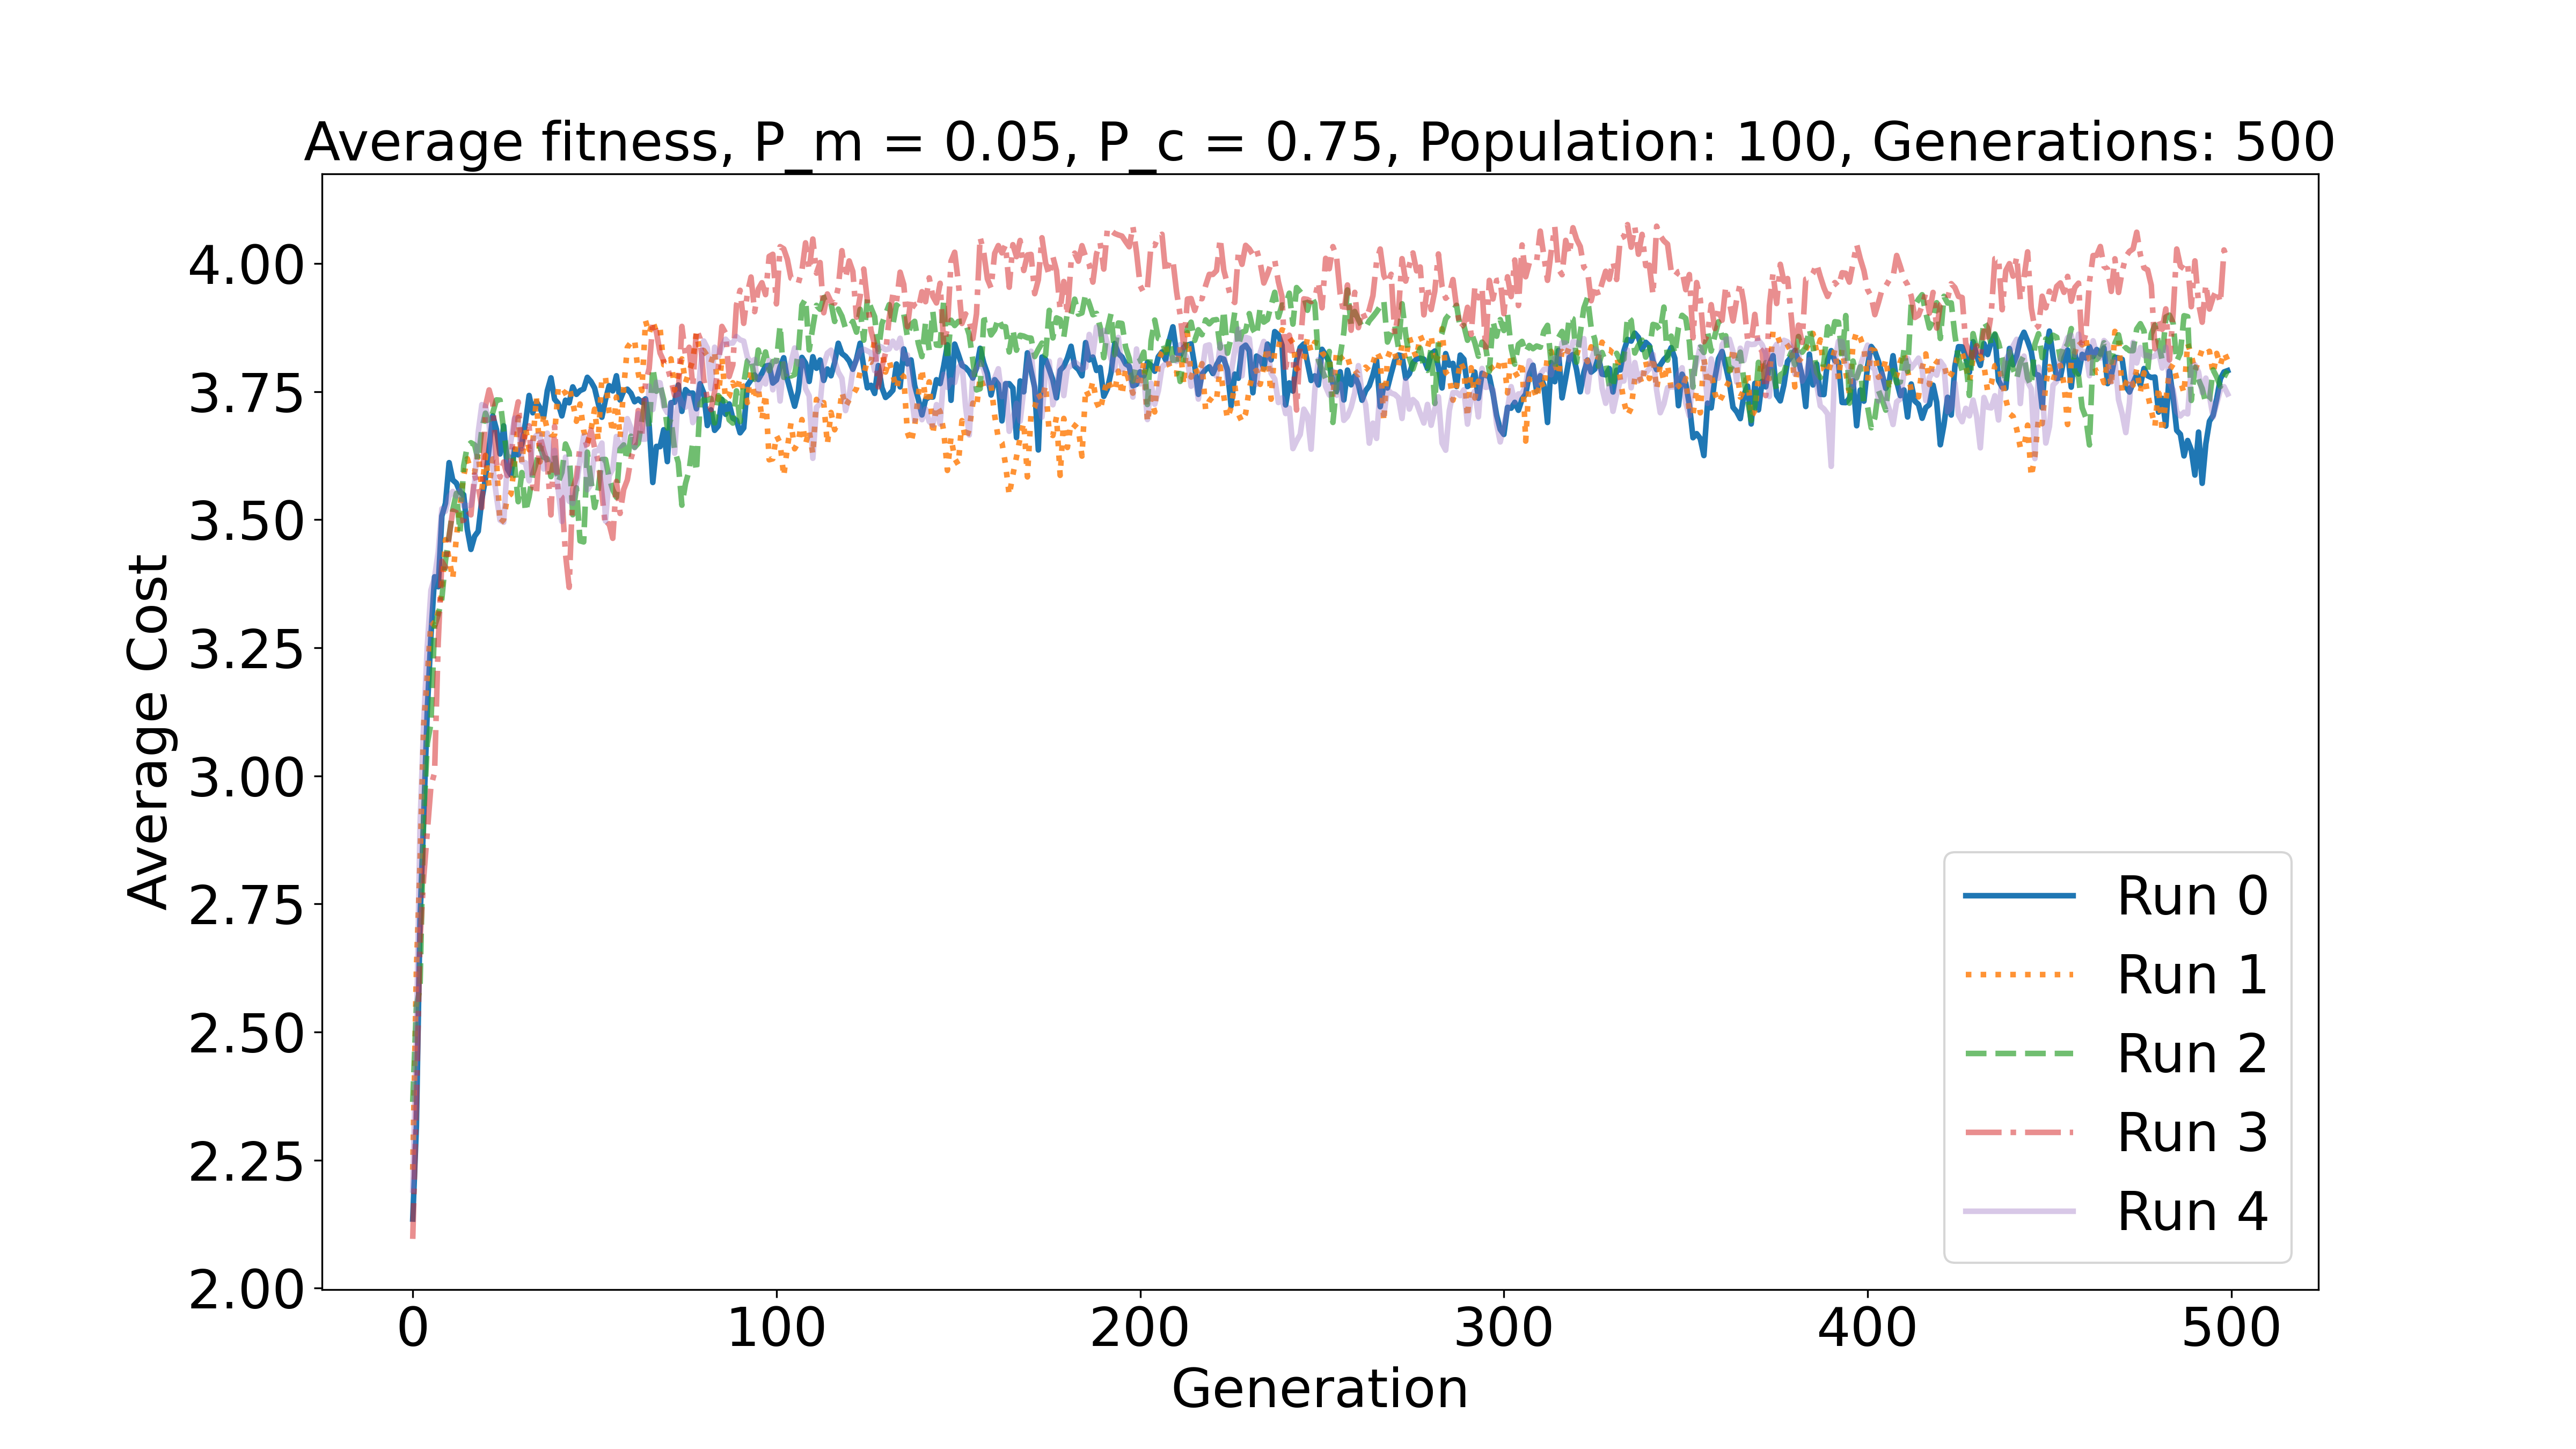 Average fitness, P_m = 0.05, P_c = 0.75, Population: 100, Generations: 500
4.00
3.75
3.50
3.25
3.00
2.75
2.50
2.25
2.00
Average Cost
Run 0
Run 1
Run 2
Run 3
Run 4
0 100 200 300 400 500
Generation